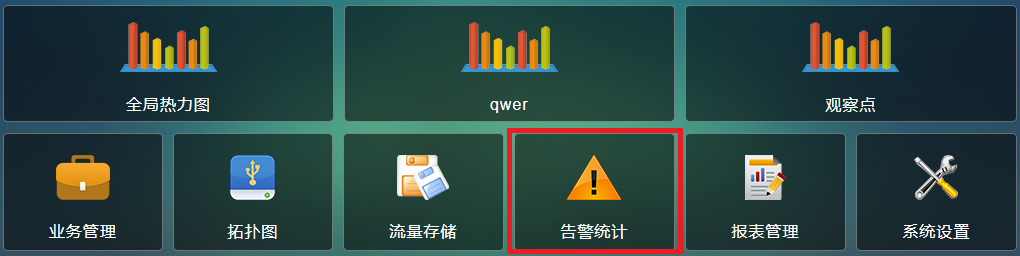 全局热力图
qwer
观察点
业务管理
拓扑图
流量存储
告警统计
报表管理
系统设置